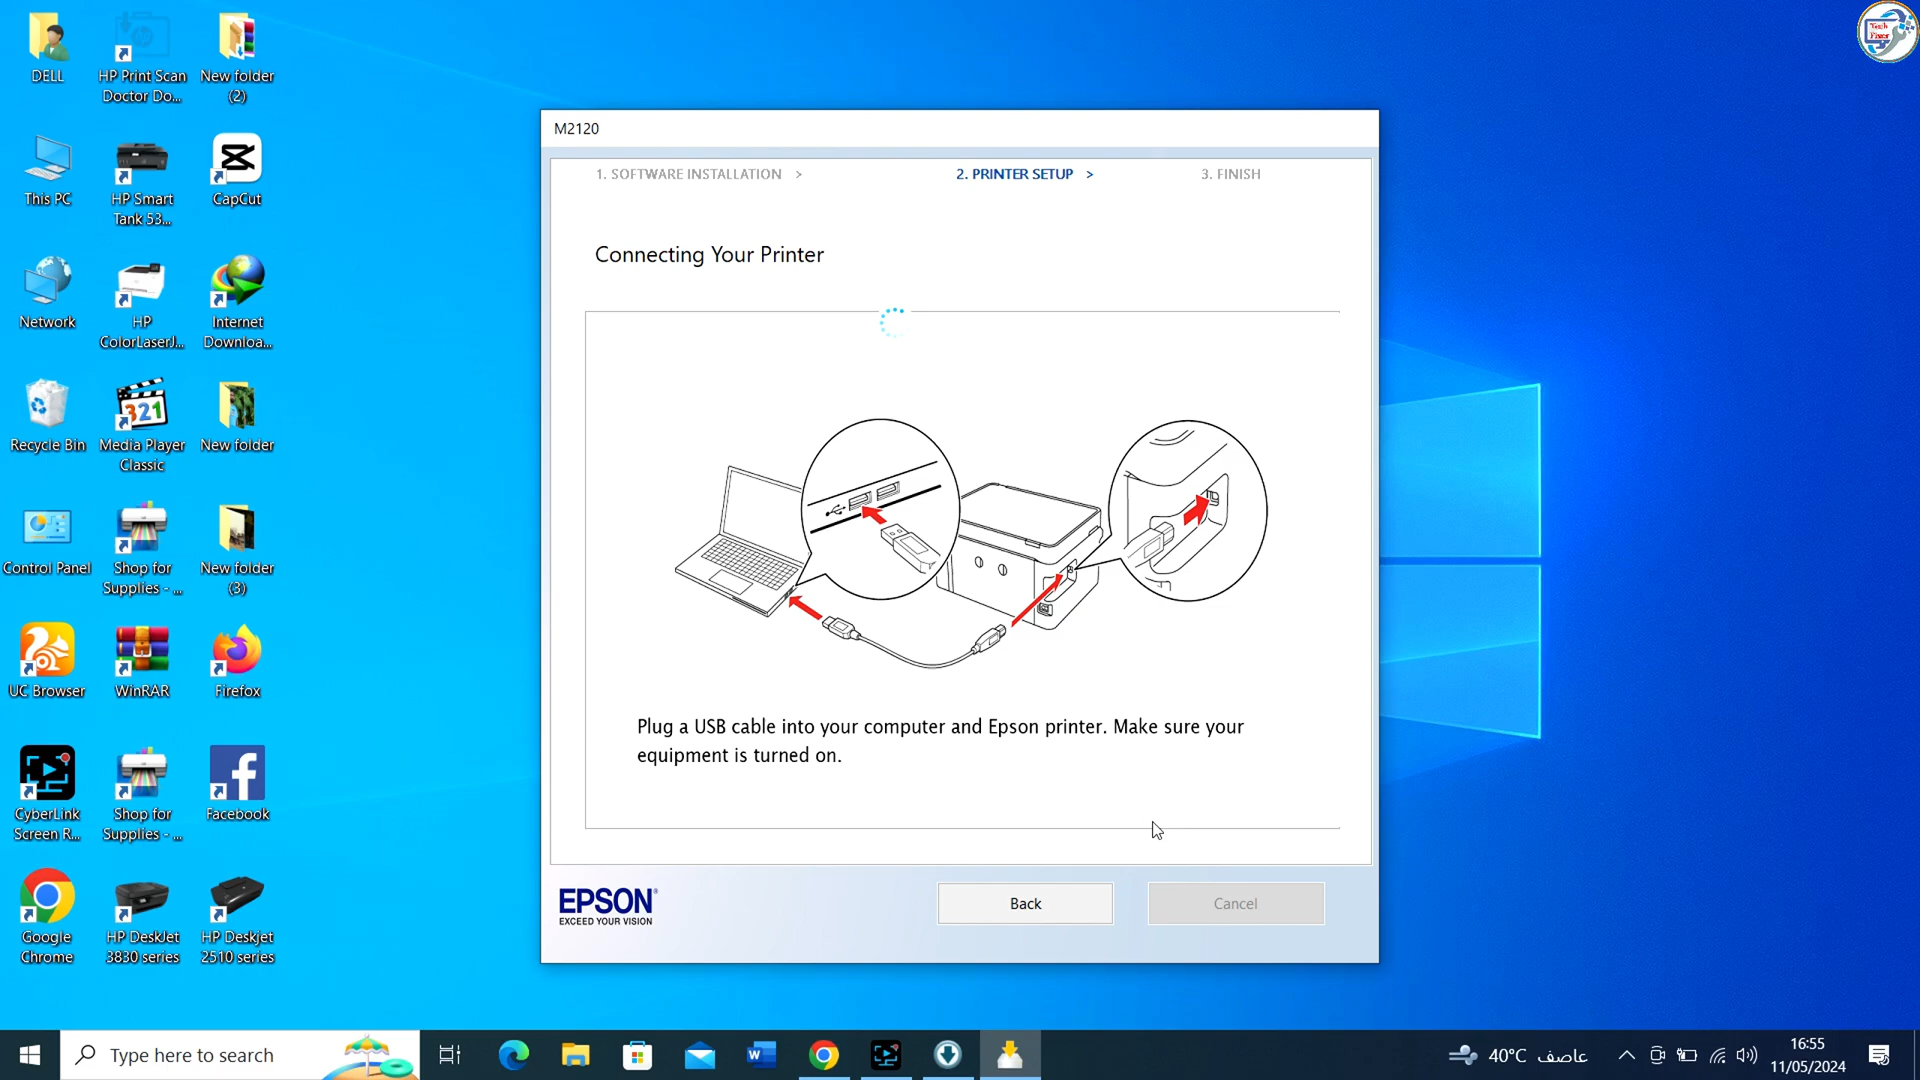 DELL
HP Print Scan
Doctor Do...
New folder
(2)
This PC
HP Smart
Tank 53...
CapCut
Network
HP
ColorLaserJ...
Internet
Downloa...
Recycle Bin
Media Player
Classic
321
New folder
Control Panel
Shop for
Supplies - ...
New folder
(3)
UC Browser
WinRAR
Firefox
CyberLink
Screen R...
Shop for
Supplies - ...
Facebook
Google
Chrome
HP DeskJet
3830 series
HP Deskjet
2510 series
Tech
Fixer
M2120
1. SOFTWARE INSTALLATION >
2. PRINTER SETUP >
3. FINISH
Connecting Your Printer
Plug a USB cable into your computer and Epson printer. Make sure your
equipment is turned on.
EPSON
EXCEED YOUR VISION
Back
Cancel
Type here to search
40°C عاصف
16:55
11/05/2024